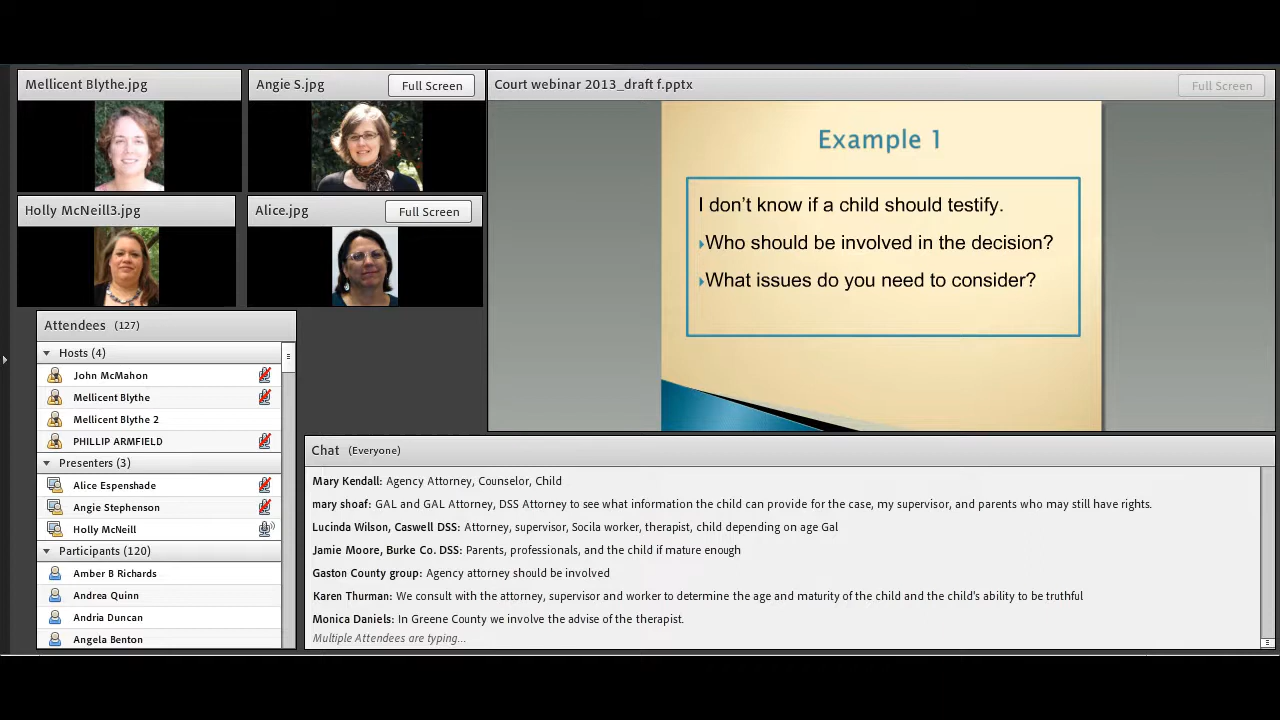 Mellicent Blythe.jpg
Angie S.jpg
Full Screen
Holly McNeill3.jpg
Alice.jpg
Full Screen
Court webinar 2013_draft f.pptx
Full Screen
Example 1
I don't know if a child should testify.
Who should be involved in the decision?
What issues do you need to consider?
Attendees (127)
Hosts (4)
John McMahon
Mellicent Blythe
Mellicent Blythe 2
PHILLIP ARMFIELD
Presenters (3)
Alice Espenshade
Angie Stephenson
Holly McNeill
Participants (120)
Amber B Richards
Andrea Quinn
Andria Duncan
Angela Benton
Chat (Everyone)
Mary Kendall: Agency Attorney, Counselor, Child
mary shoaf: GAL and GAL Attorney, DSS Attorney to see what information the child can provide for the case, my supervisor, and parents who may still have rights.
Lucinda Wilson, Caswell DSS: Attorney, supervisor, Socila worker, therapist, child depending on age Gal
Jamie Moore, Burke Co. DSS: Parents, professionals, and the child if mature enough
Gaston County group: Agency attorney should be involved
Karen Thurman: We consult with the attorney, supervisor and worker to determine the age and maturity of the child and the child's ability to be truthful
Monica Daniels: In Greene County we involve the advise of the therapist.
Multiple Attendees are typing...